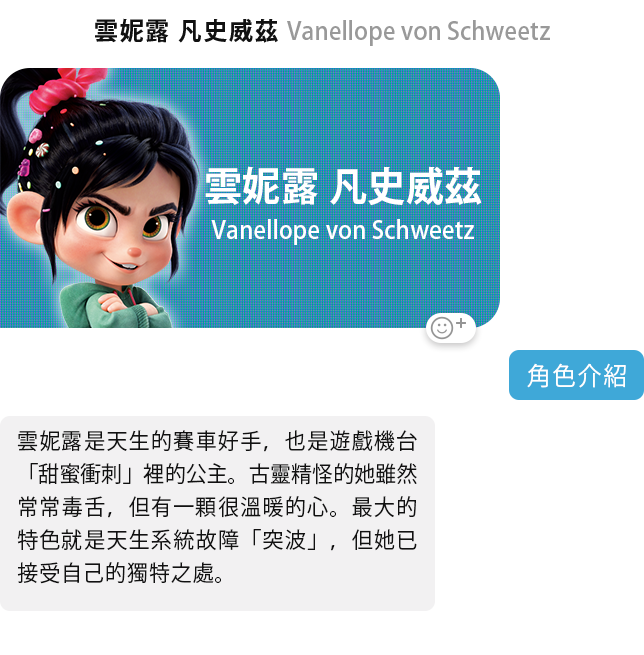 雲妮露 凡史威茲 Vanellope von Schweetz
雲妮露 凡史威茲
Vanellope von Schweetz
角色介紹
雲妮露是天生的賽車好手，也是遊戲機台
「甜蜜衝刺」裡的公主。古靈精怪的她雖然
常常毒舌，但有一顆很溫暖的心。最大的
特色就是天生系統故障「突波」，但她已
接受自己的獨特之處。